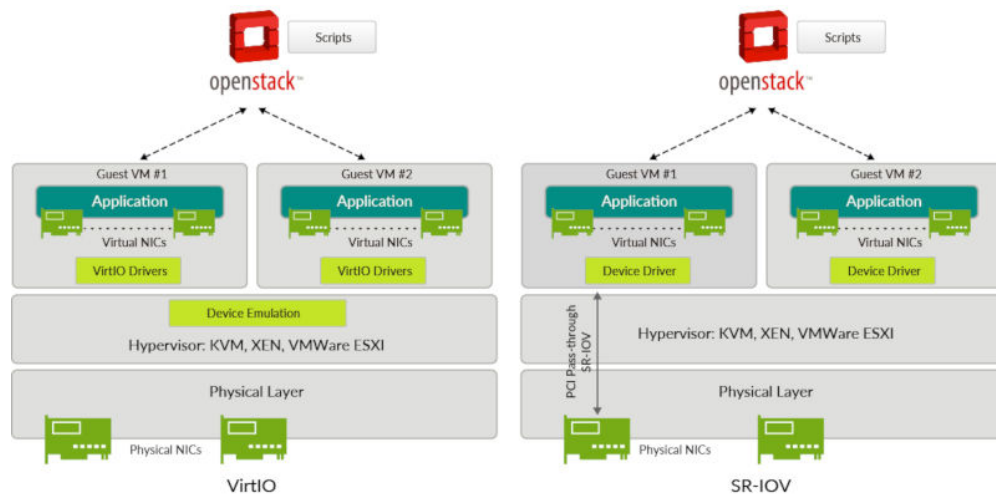 Scripts
openstack™
Guest VM #1
Application
Virtual NICs
VirtIO Drivers
Guest VM #2
Application
Virtual NICs
VirtIO Drivers
Device Emulation
Hypervisor: KVM, XEN, VMWare ESXI
Physical Layer
Physical NICs
VirtIO
Scripts
openstack™
Guest VM #1
Application
Virtual NICs
Device Driver
Guest VM #2
Application
Virtual NICs
Device Driver
PCI Pass-through
SR-IOV
Hypervisor: KVM, XEN, VMWare ESXI
Physical Layer
Physical NICs
SR-IOV